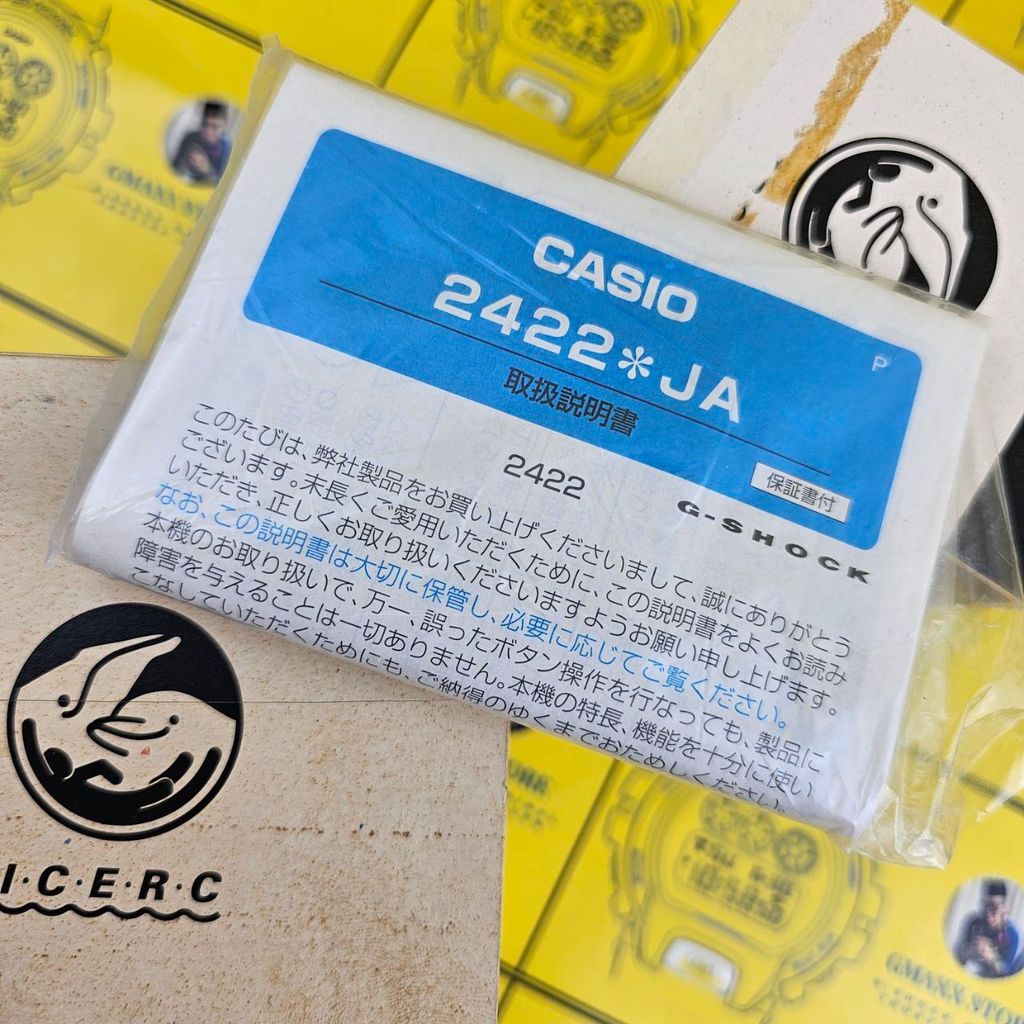 CASIO
2422*JA
P
取扱説明書
2422
保証書付
G-SHOCK
このたびは、弊社製品をお買い上げくださいまして、誠にありがとう
ございます。末長くご愛用いただくために、この説明書をよくお読み
いただき、正しくお取り扱いくださいますようお願い申し上げます。
なお、この説明書は大切に保管し、必要に応じてご覧ください。
本機のお取り扱いで、万一、誤ったボタン操作を行なっても、製品に
障害を与えることは一切ありません。本機の特長、機能を十分に使い
こなしていただくためにも、ご納得のゆくまでおためしください。
I·C·E·R·C
GMAXX STO
GMAXX STO